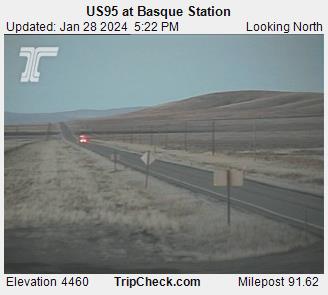 US95 at Basque Station
Updated: Jan 28 2024 5:22 PM Looking North
Elevation 4460 TripCheck.com Milepost 91.62